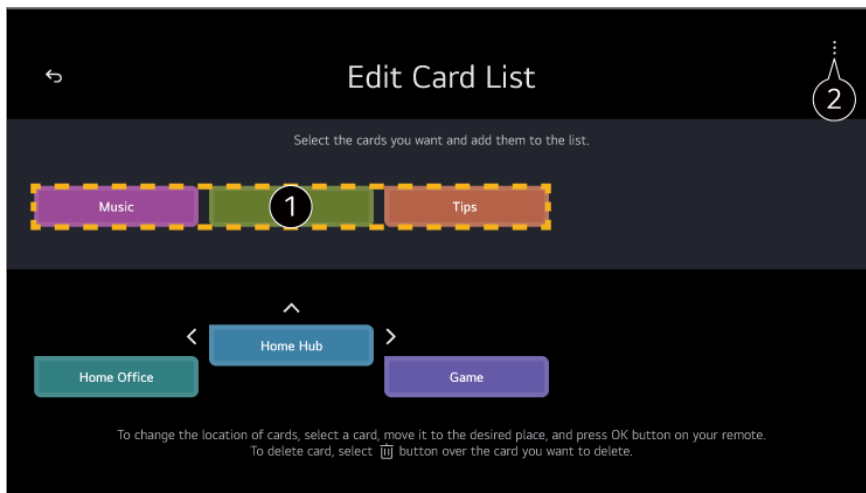 Edit Card List
2
Select the cards you want and add them to the list.
Music
1
Tips
Home Hub
Home Office
Game
To change the location of cards, select a card, move it to the desired place, and press OK button on your remote.
To delete card, select button over the card you want to delete.